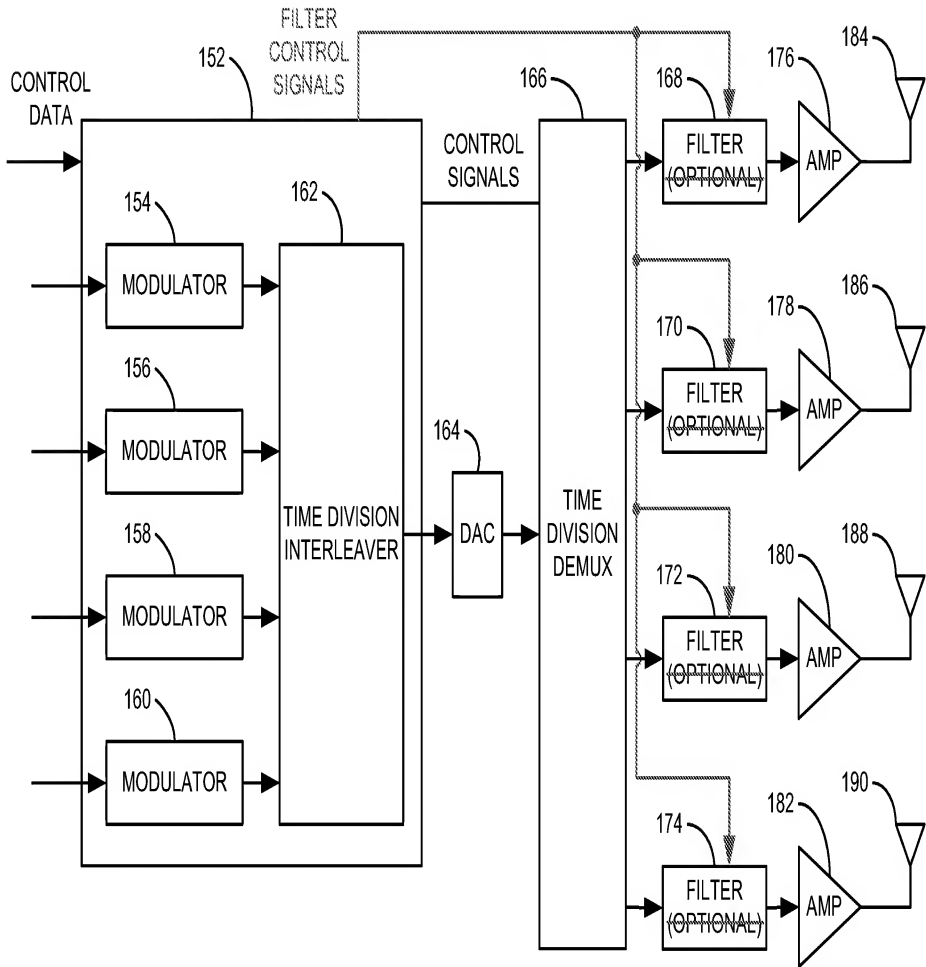 FILTER
CONTROL
SIGNALS
152
166
168
176
184
CONTROL
DATA
FILTER
(OPTIONAL)
AMP
CONTROL
SIGNALS
154
162
MODULATOR
170
178
186
156
FILTER
(OPTIONAL)
AMP
MODULATOR
164
TIME DIVISION
INTERLEAVER
DAC
TIME
DIVISION
DEMUX
158
172
180
188
MODULATOR
FILTER
(OPTIONAL)
AMP
160
MODULATOR
174
182
190
FILTER
(OPTIONAL)
AMP